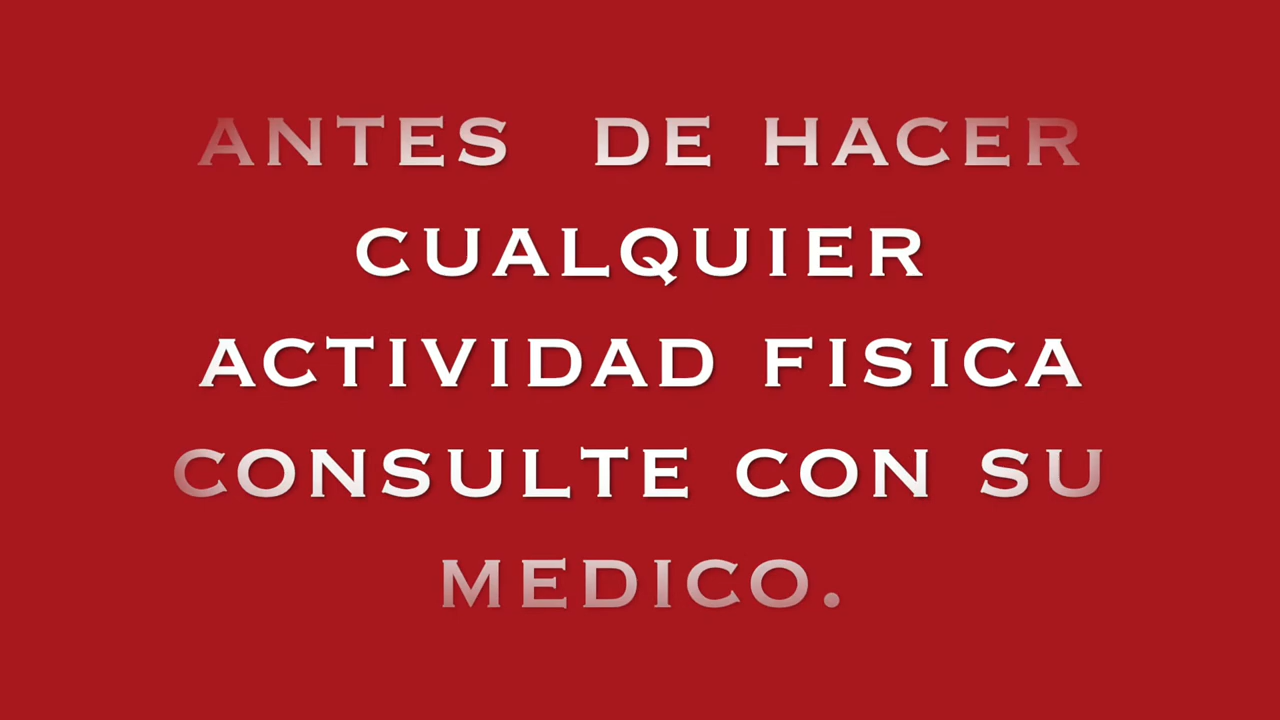 ANTES DE HACER
CUALQUIER
ACTIVIDAD FISICA
CONSULTE CON SU
MEDICO.